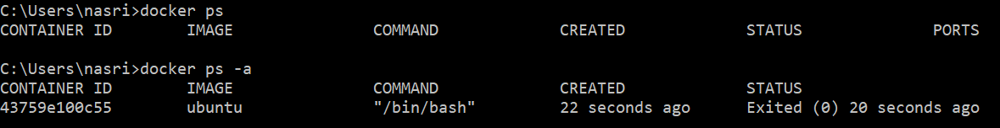 C:\Users\nasri>docker ps
CONTAINER ID IMAGE COMMAND CREATED STATUS PORTS
C:\Users\nasri>docker ps -a
CONTAINER ID IMAGE COMMAND CREATED STATUS
43759e100c55 ubuntu "/bin/bash" 22 seconds ago Exited (0) 20 seconds ago